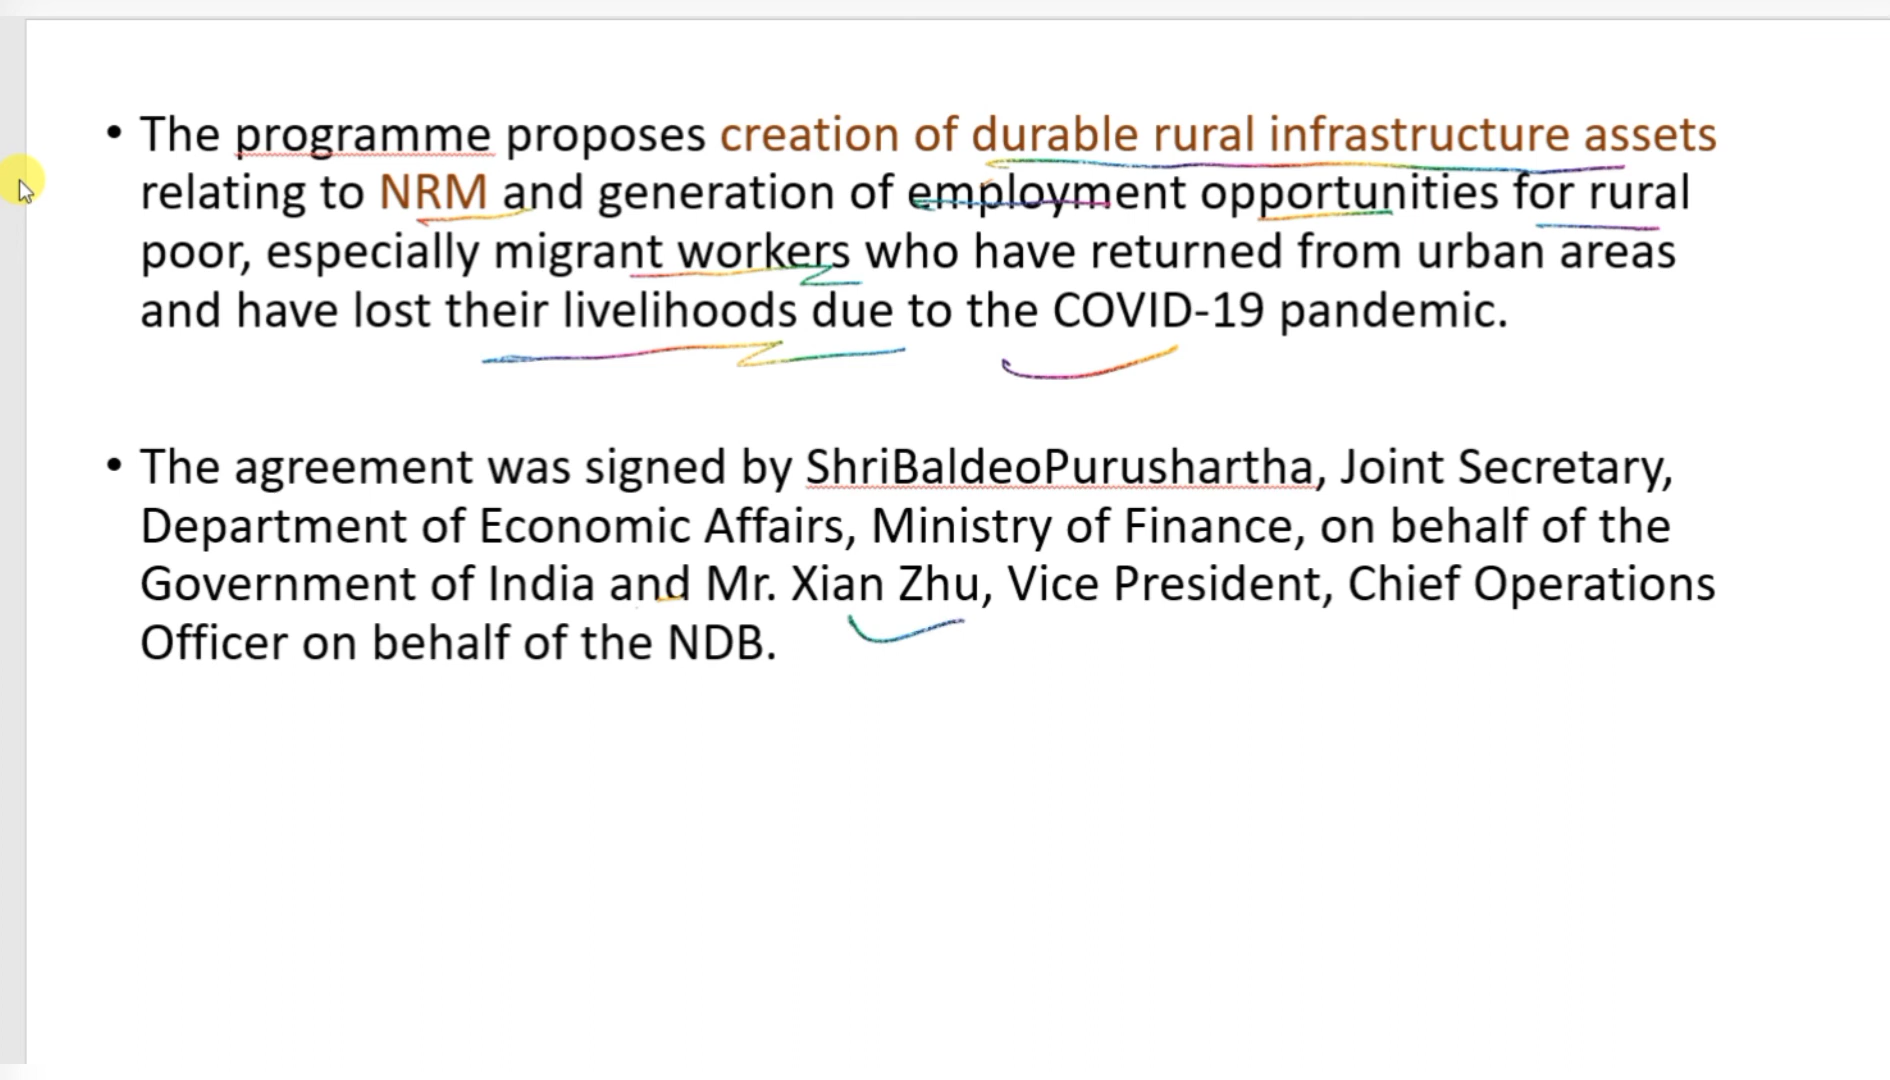 • The programme proposes creation of durable rural infrastructure assets
relating to NRM and generation of employment opportunities for rural
poor, especially migrant workers who have returned from urban areas
and have lost their livelihoods due to the COVID-19 pandemic.
• The agreement was signed by ShriBaldeoPurushartha, Joint Secretary,
Department of Economic Affairs, Ministry of Finance, on behalf of the
Government of India and Mr. Xian Zhu, Vice President, Chief Operations
Officer on behalf of the NDB.